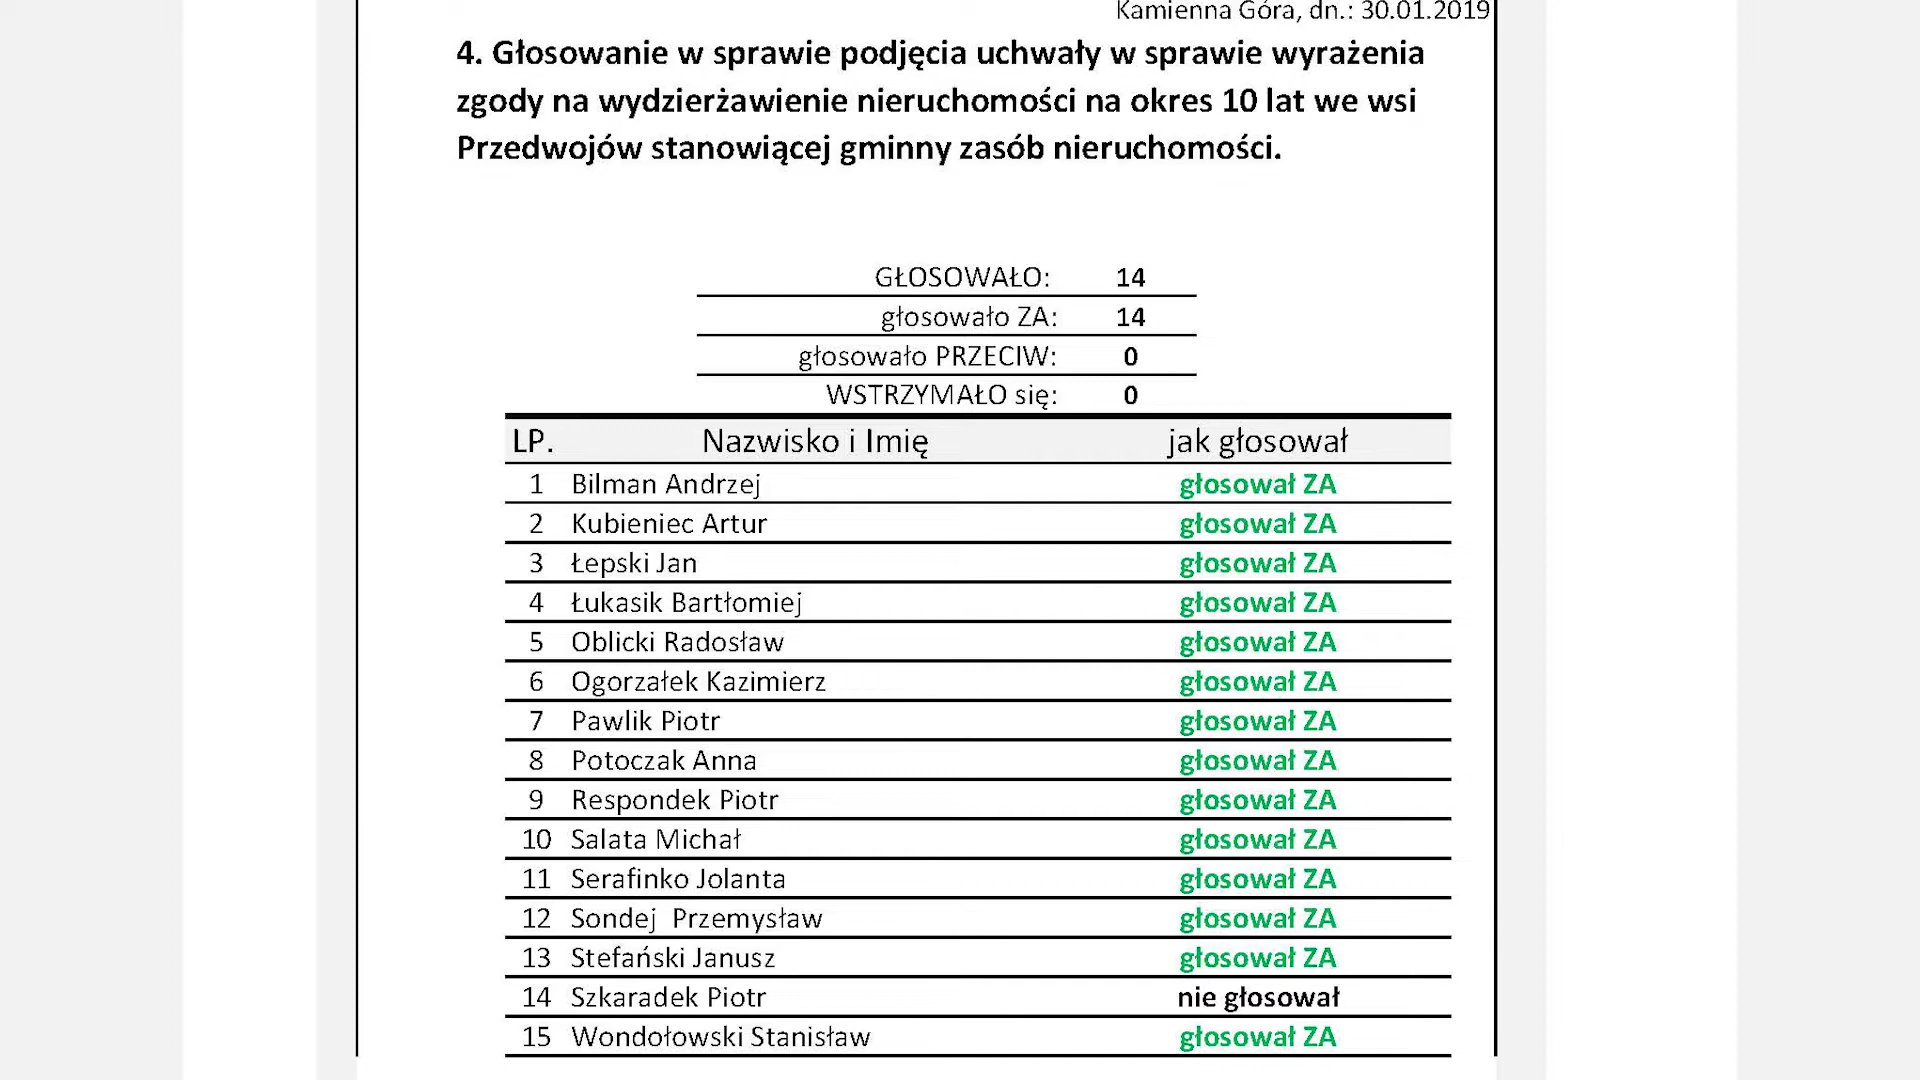 Kamienna Góra, dn.: 30.01.2019
4. Głosowanie w sprawie podjęcia uchwały w sprawie wyrażenia
zgody na wydzierżawienie nieruchomości na okres 10 lat we wsi
Przedwojów stanowiącej gminny zasób nieruchomości.
GŁOSOWAŁO: 14
głosowało ZA: 14
głosowało PRZECIW: 0
WSTRZYMAŁO się: 0
LP. Nazwisko i Imię jak głosował
1 Bilman Andrzej głosował ZA
2 Kubieniec Artur głosował ZA
3 Łepski Jan głosował ZA
4 Łukasik Bartłomiej głosował ZA
5 Oblicki Radosław głosował ZA
6 Ogorzałek Kazimierz głosował ZA
7 Pawlik Piotr głosował ZA
8 Potoczak Anna głosował ZA
9 Respondek Piotr głosował ZA
10 Salata Michał głosował ZA
11 Serafinko Jolanta głosował ZA
12 Sondej  Przemysław głosował ZA
13 Stefański Janusz głosował ZA
14 Szkaradek Piotr nie głosował
15 Wondołowski Stanisław głosował ZA